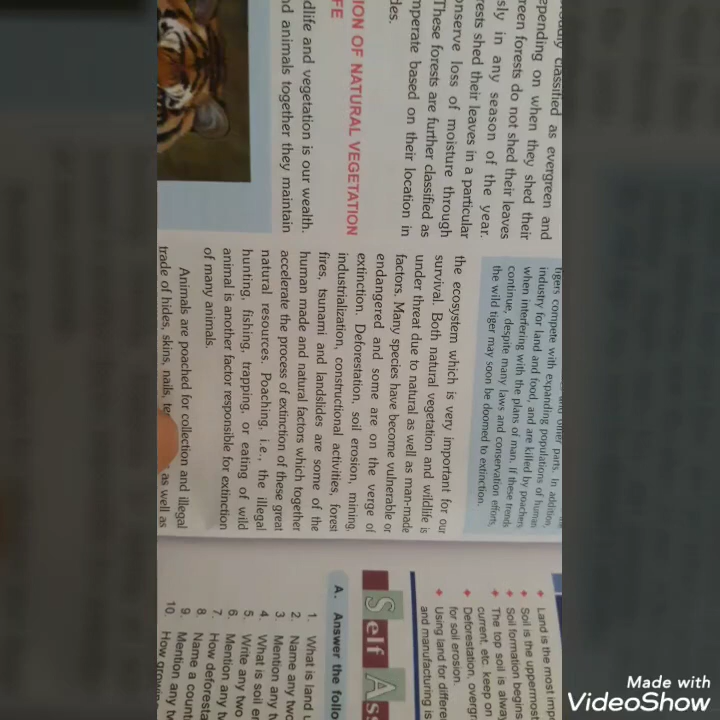 classified as evergreen and
epending on when they shed their
reen forests do not shed their leaves
sly in any season of the year.
rests shed their leaves in a particular
onserve loss of moisture through
These forests are further classified as
mperate based on their location in
des.
ION OF NATURAL VEGETATION
FE
dlife and vegetation is our wealth.
nd animals together they maintain
other parts. In addition,
tigers compete with expanding populations of human
industry for land and food, and are killed by poachers
when interfering with the plans of man. If these trends
continue, despite many laws and conservation efforts,
the wild tiger may soon be doomed to extinction.
the ecosystem which is very important for our
survival. Both natural vegetation and wildlife is
under threat due to natural as well as man-made
factors. Many species have become vulnerable or
endangered and some are on the verge of
extinction. Deforestation, soil erosion, mining,
industrialization, constructional activities, forest
fires, tsunami and landslides are some of the
human made and natural factors which together
accelerate the process of extinction of these great
natural resources. Poaching, i.e., the illegal
hunting, fishing, trapping, or eating of wild
animal is another factor responsible for extinction
of many animals.
Animals are poached for collection and illegal
trade of hides, skins, nails, as well as
Land is the most imp
Soil is the uppermos
Soil formation begins
The top soil is alway
current, etc. keep on
Deforestation, overgr
for soil erosion.
Using land for differe
and manufacturing is
Self Ass
A. Answer the follo
1. What is land u
2. Name any two
3. Mention any t
4. What is soil er
5. Write any two
6. Mention any t
7. How deforesta
8. Name a count
9. Mention any tw
10. How growin
Made with
VideoShow